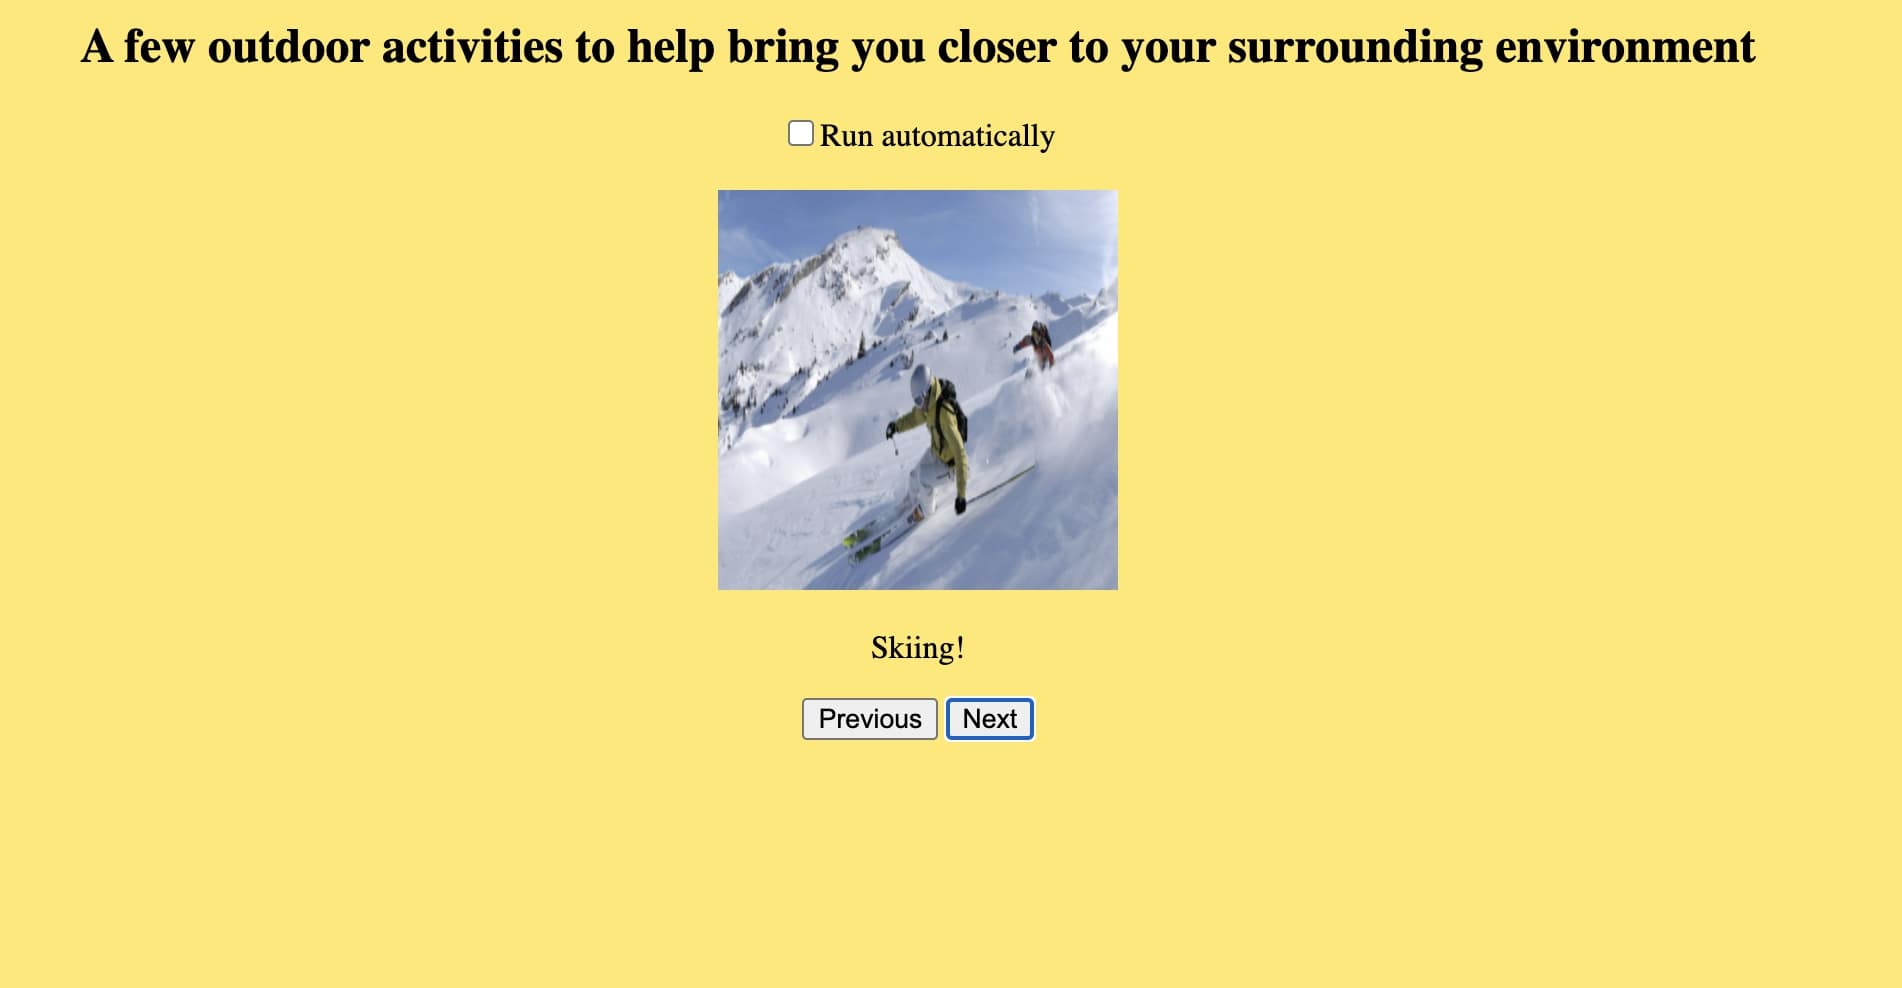 A few outdoor activities to help bring you closer to your surrounding environment
Run automatically
Skiing!
Previous Next